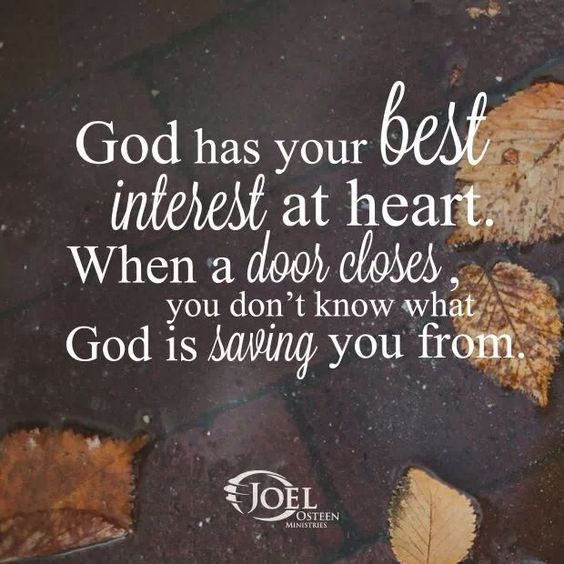 God has your best
interest at heart.
When a door closes,
you don't know what
God is saving you from.
JOEL
OSTEEN
MINISTRIES